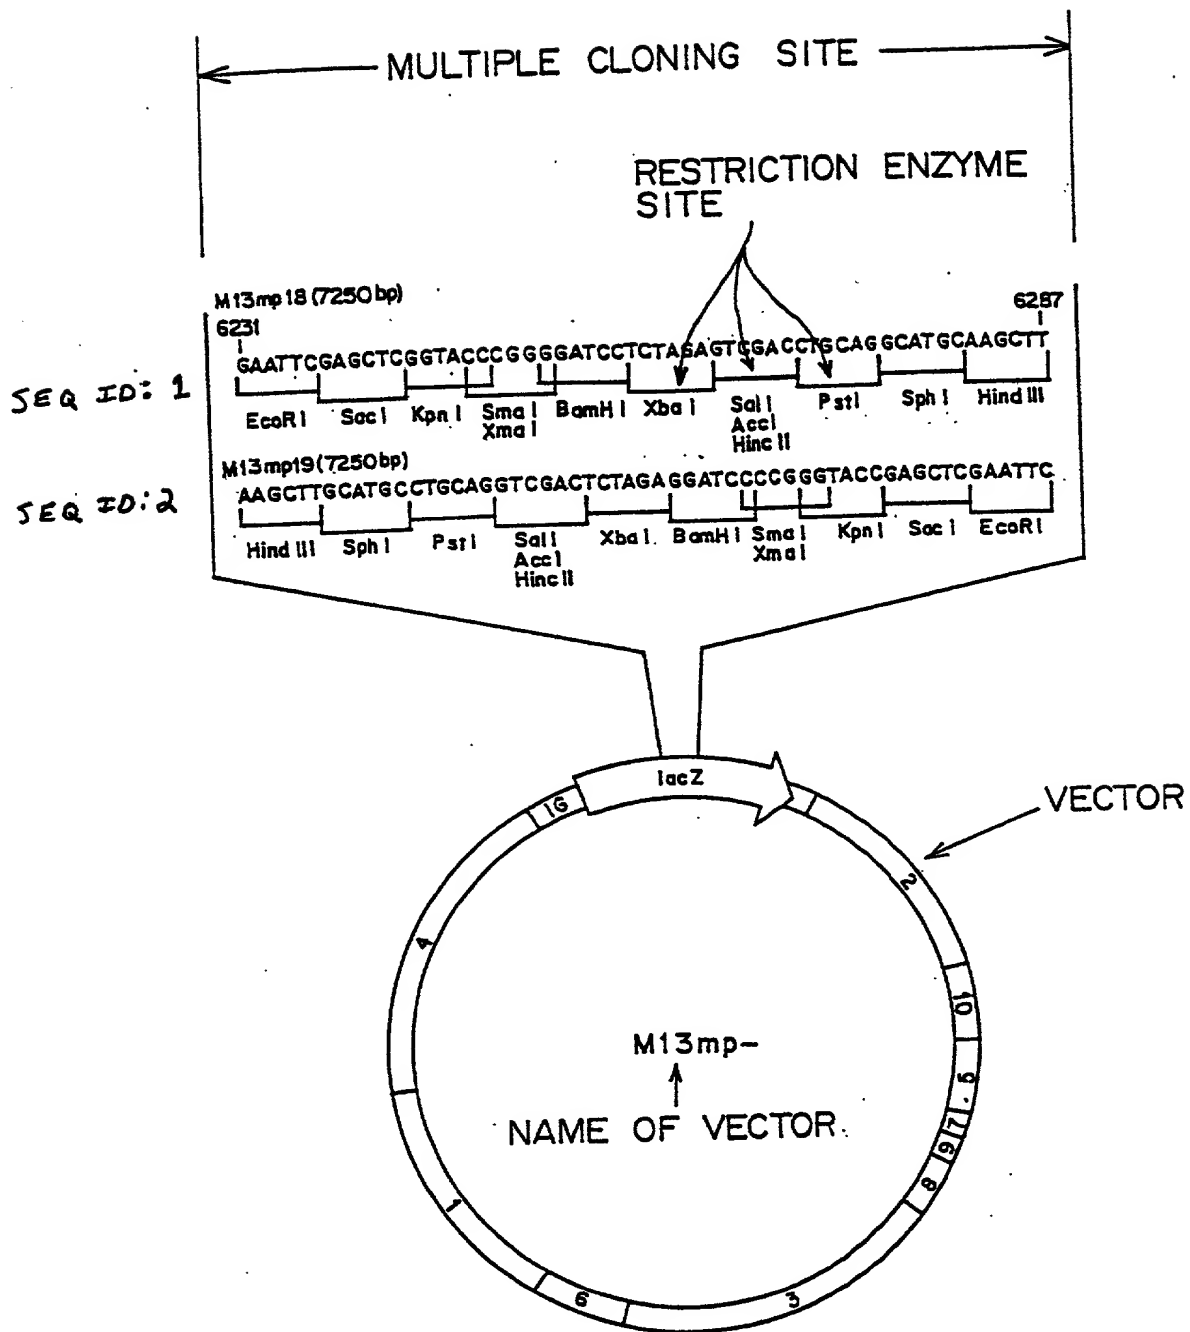 MULTIPLE CLONING SITE
RESTRICTION ENZYME
SITE
M13mp18 (7250bp)
6231
6287
GAATTCGAGCTCGGTACCCGGGGATCCTCTAGAGTCGACCTGCAGGCATGCAAGCTT
SEQ ID: 1
EcoRI SacI KpnI SmaI BamHI XbaI SalI PstI SphI HindIII
XmaI AccI
HincII
M13mp19 (7250bp)
AAGCTTGCATGCCTGCAGGTCGACTCTAGAGGATCCCCGGGTACCGAGCTCGAATTC
SEQ ID: 2
HindIII SphI PstI SalI XbaI. BamHI SmaI KpnI SacI EcoRI
AccI XmaI
HincII
lacZ
IG
VECTOR
2
4
10
M13mp-
5
NAME OF VECTOR
7
9
8
1
6
3